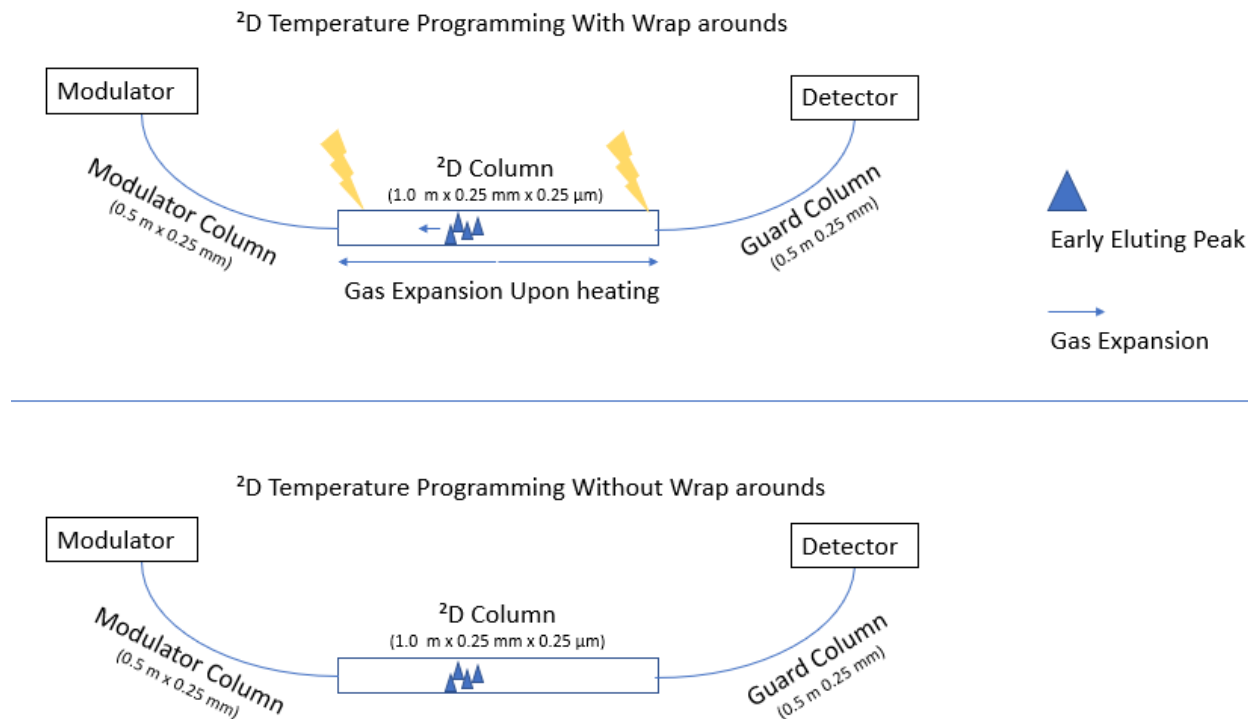 ²D Temperature Programming With Wrap arounds
Modulator
Detector
²D Column
(1.0 m x 0.25 mm x 0.25 µm)
Modulator Column
(0.5 m x 0.25 mm)
Guard Column
(0.5 m 0.25 mm)
Gas Expansion Upon heating
Early Eluting Peak
Gas Expansion
²D Temperature Programming Without Wrap arounds
Modulator
Detector
²D Column
(1.0 m x 0.25 mm x 0.25 µm)
Modulator Column
(0.5 m x 0.25 mm)
Guard Column
(0.5 m 0.25 mm)